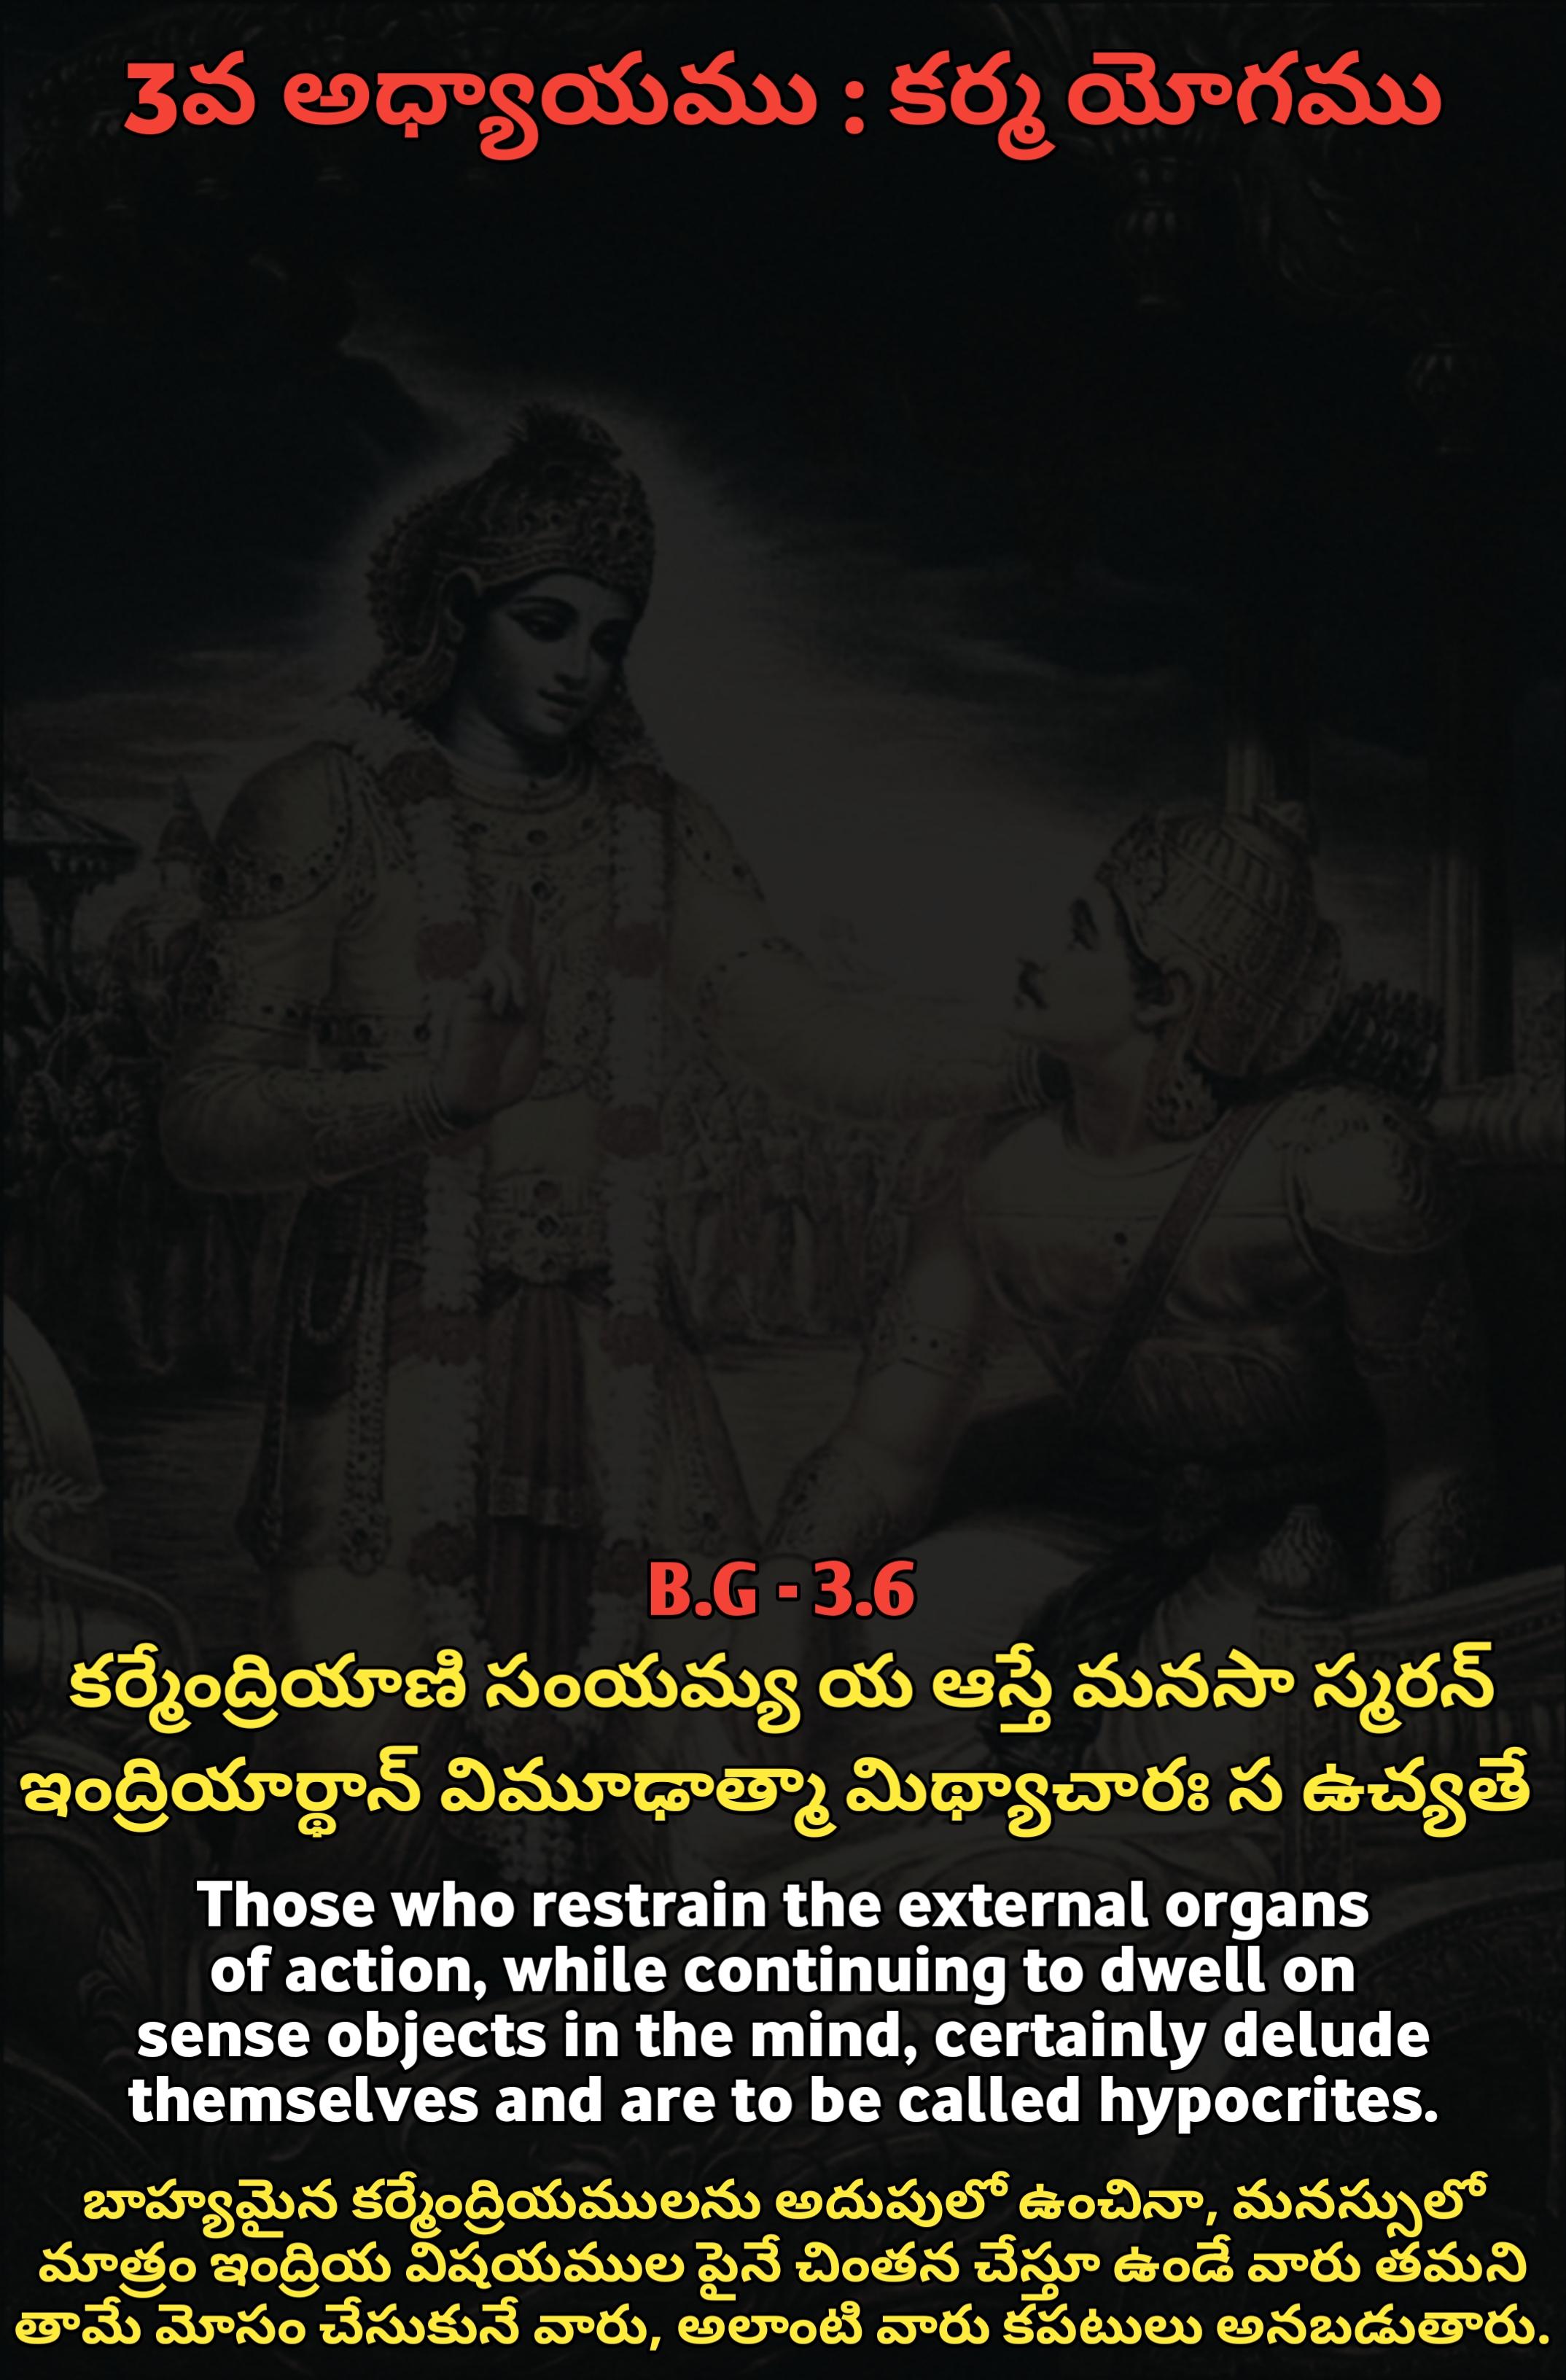 3వ అధ్యాయము : కర్మ యోగము
B.G - 3.6
కర్మేంద్రియాణి సంయమ్య య ఆస్తే మనసా స్మరన్
ఇంద్రియార్థాన్ విమూఢాత్మా మిథ్యాచారః స ఉచ్యతే
Those who restrain the external organs
of action, while continuing to dwell on
sense objects in the mind, certainly delude
themselves and are to be called hypocrites.
బాహ్యమైన కర్మేంద్రియములను అదుపులో ఉంచినా, మనస్సులో
మాత్రం ఇంద్రియ విషయముల పైనే చింతన చేస్తూ ఉండే వారు తమని
తామే మోసం చేసుకునే వారు, అలాంటి వారు కపటులు అనబడుతారు.